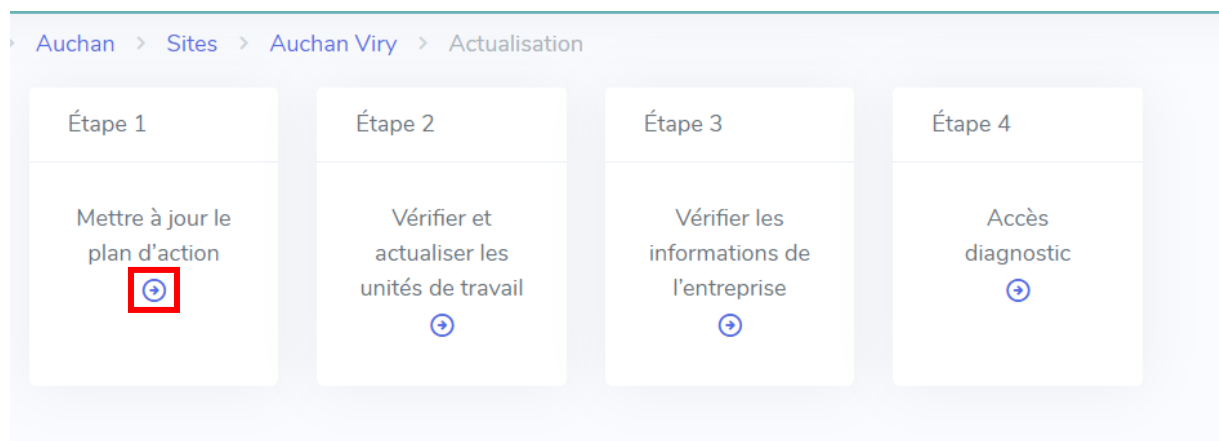 > Auchan > Sites > Auchan Viry > Actualisation
Étape 1
Mettre à jour le
plan d’action
Étape 2
Vérifier et
actualiser les
unités de travail
Étape 3
Vérifier les
informations de
l’entreprise
Étape 4
Accès
diagnostic